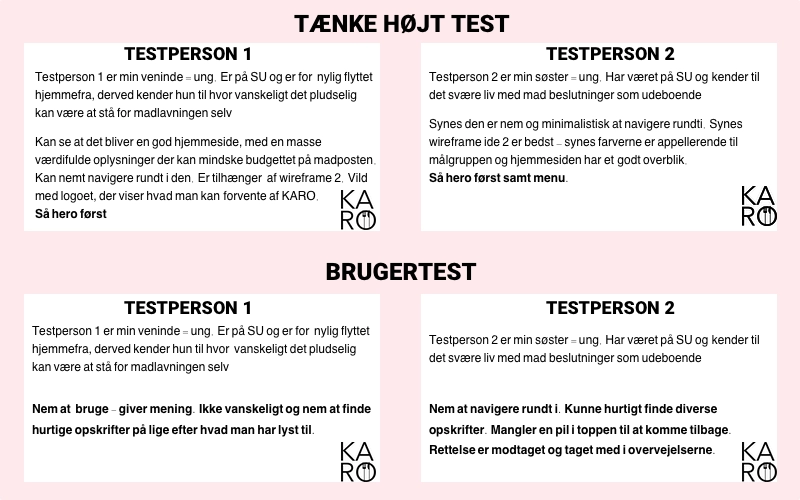 TÆNKE HØJT TEST
TESTPERSON 1
Testperson 1 er min veninde = ung. Er på SU og er for nylig flyttet
hjemmefra, derved kender hun til hvor vanskeligt det pludselig
kan være at stå for madlavningen selv
Kan se at det bliver en god hjemmeside, med en masse
værdifulde oplysninger der kan mindske budgettet på madposten.
Kan nemt navigere rundt i den. Er tilhænger af wireframe 2. Vild
med logoet, der viser hvad man kan forvente af KARO.
Så hero først
KA
RO
TESTPERSON 2
Testperson 2 er min søster = ung. Har været på SU og kender til
det svære liv med mad beslutninger som udeboende
Synes den er nem og minimalistisk at navigere rundt i. Synes
wireframe ide 2 er bedst - synes farverne er appellerende til
målgruppen og hjemmesiden har et godt overblik.
Så hero først samt menu.
KA
RO
BRUGERTEST
TESTPERSON 1
Testperson 1 er min veninde = ung. Er på SU og er for nylig flyttet
hjemmefra, derved kender hun til hvor vanskeligt det pludselig
kan være at stå for madlavningen selv
Nem at bruge - giver mening. Ikke vanskeligt og nem at finde
hurtige opskrifter på lige efter hvad man har lyst til.
KA
RO
TESTPERSON 2
Testperson 2 er min søster = ung. Har været på SU og kender til
det svære liv med mad beslutninger som udeboende
Nem at navigere rundt i. Kunne hurtigt finde diverse
opskrifter. Mangler en pil i toppen til at komme tilbage.
Rettelse er modtaget og taget med i overvejelserne.
KA
RO